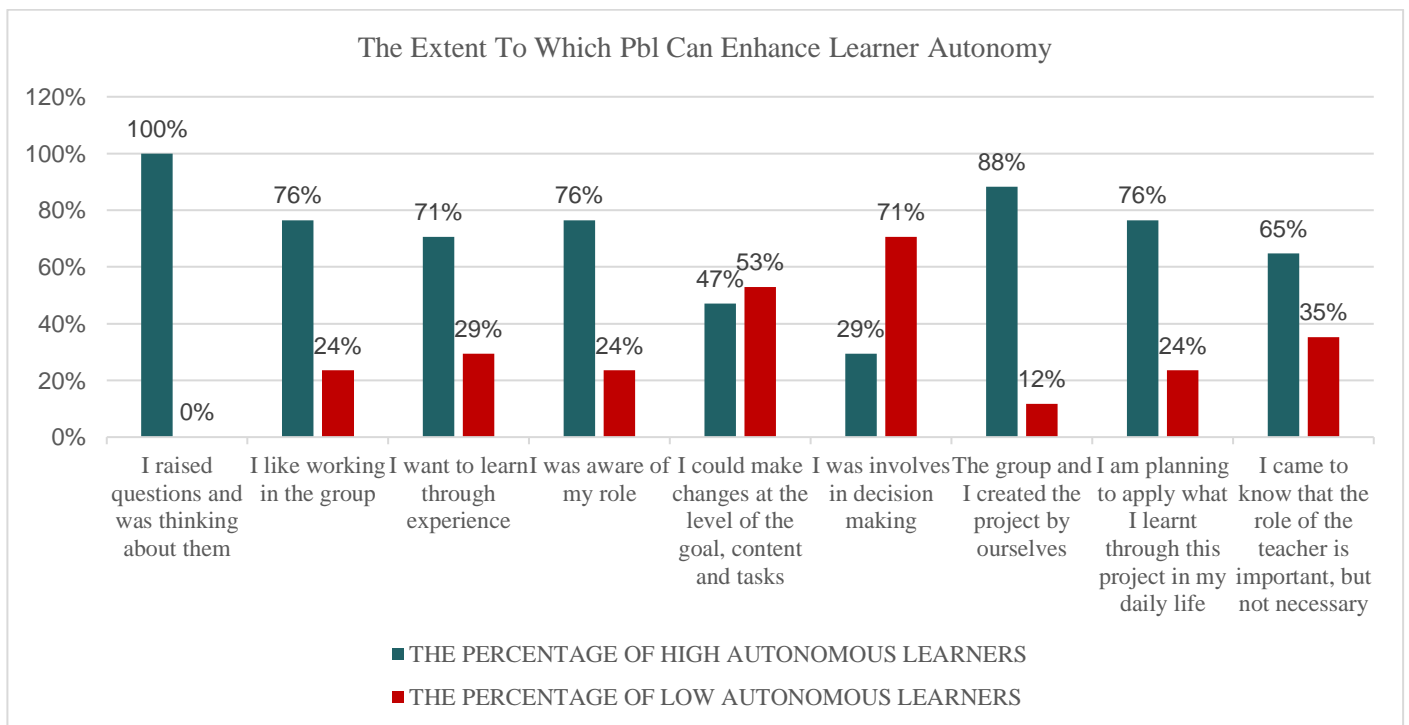 The Extent To Which Pbl Can Enhance Learner Autonomy
120%
100%
80%
60%
40%
20%
0%
100%
0%
76%
24%
71%
29%
76%
24%
47%
53%
29%
71%
88%
12%
76%
24%
65%
35%
I raised
questions and
was thinking
about them
I like working
in the group
I want to learn
through
experience
I was aware of
my role
I could make
changes at the
level of the
goal, content
and tasks
I was involves
in decision
making
The group and
I created the
project by
ourselves
I am planning
to apply what
I learnt
through this
project in my
daily life
I came to
know that the
role of the
teacher is
important, but
not necessary
THE PERCENTAGE OF HIGH AUTONOMOUS LEARNERS
THE PERCENTAGE OF LOW AUTONOMOUS LEARNERS